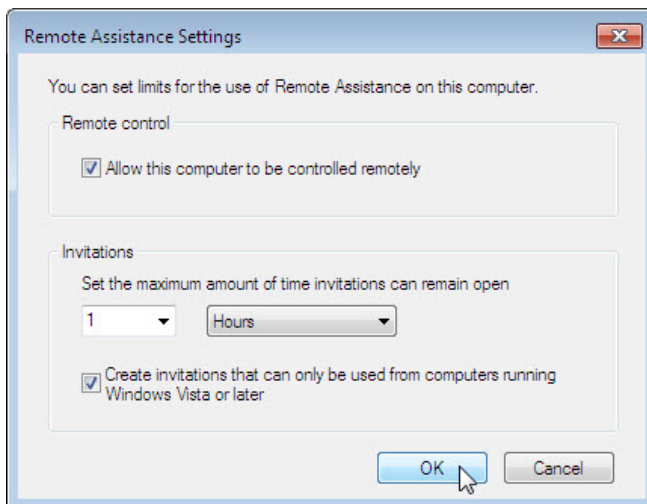 Remote Assistance Settings
You can set limits for the use of Remote Assistance on this computer.
Remote control
Allow this computer to be controlled remotely
Invitations
Set the maximum amount of time invitations can remain open
1 Hours
Create invitations that can only be used from computers running
Windows Vista or later
OK Cancel